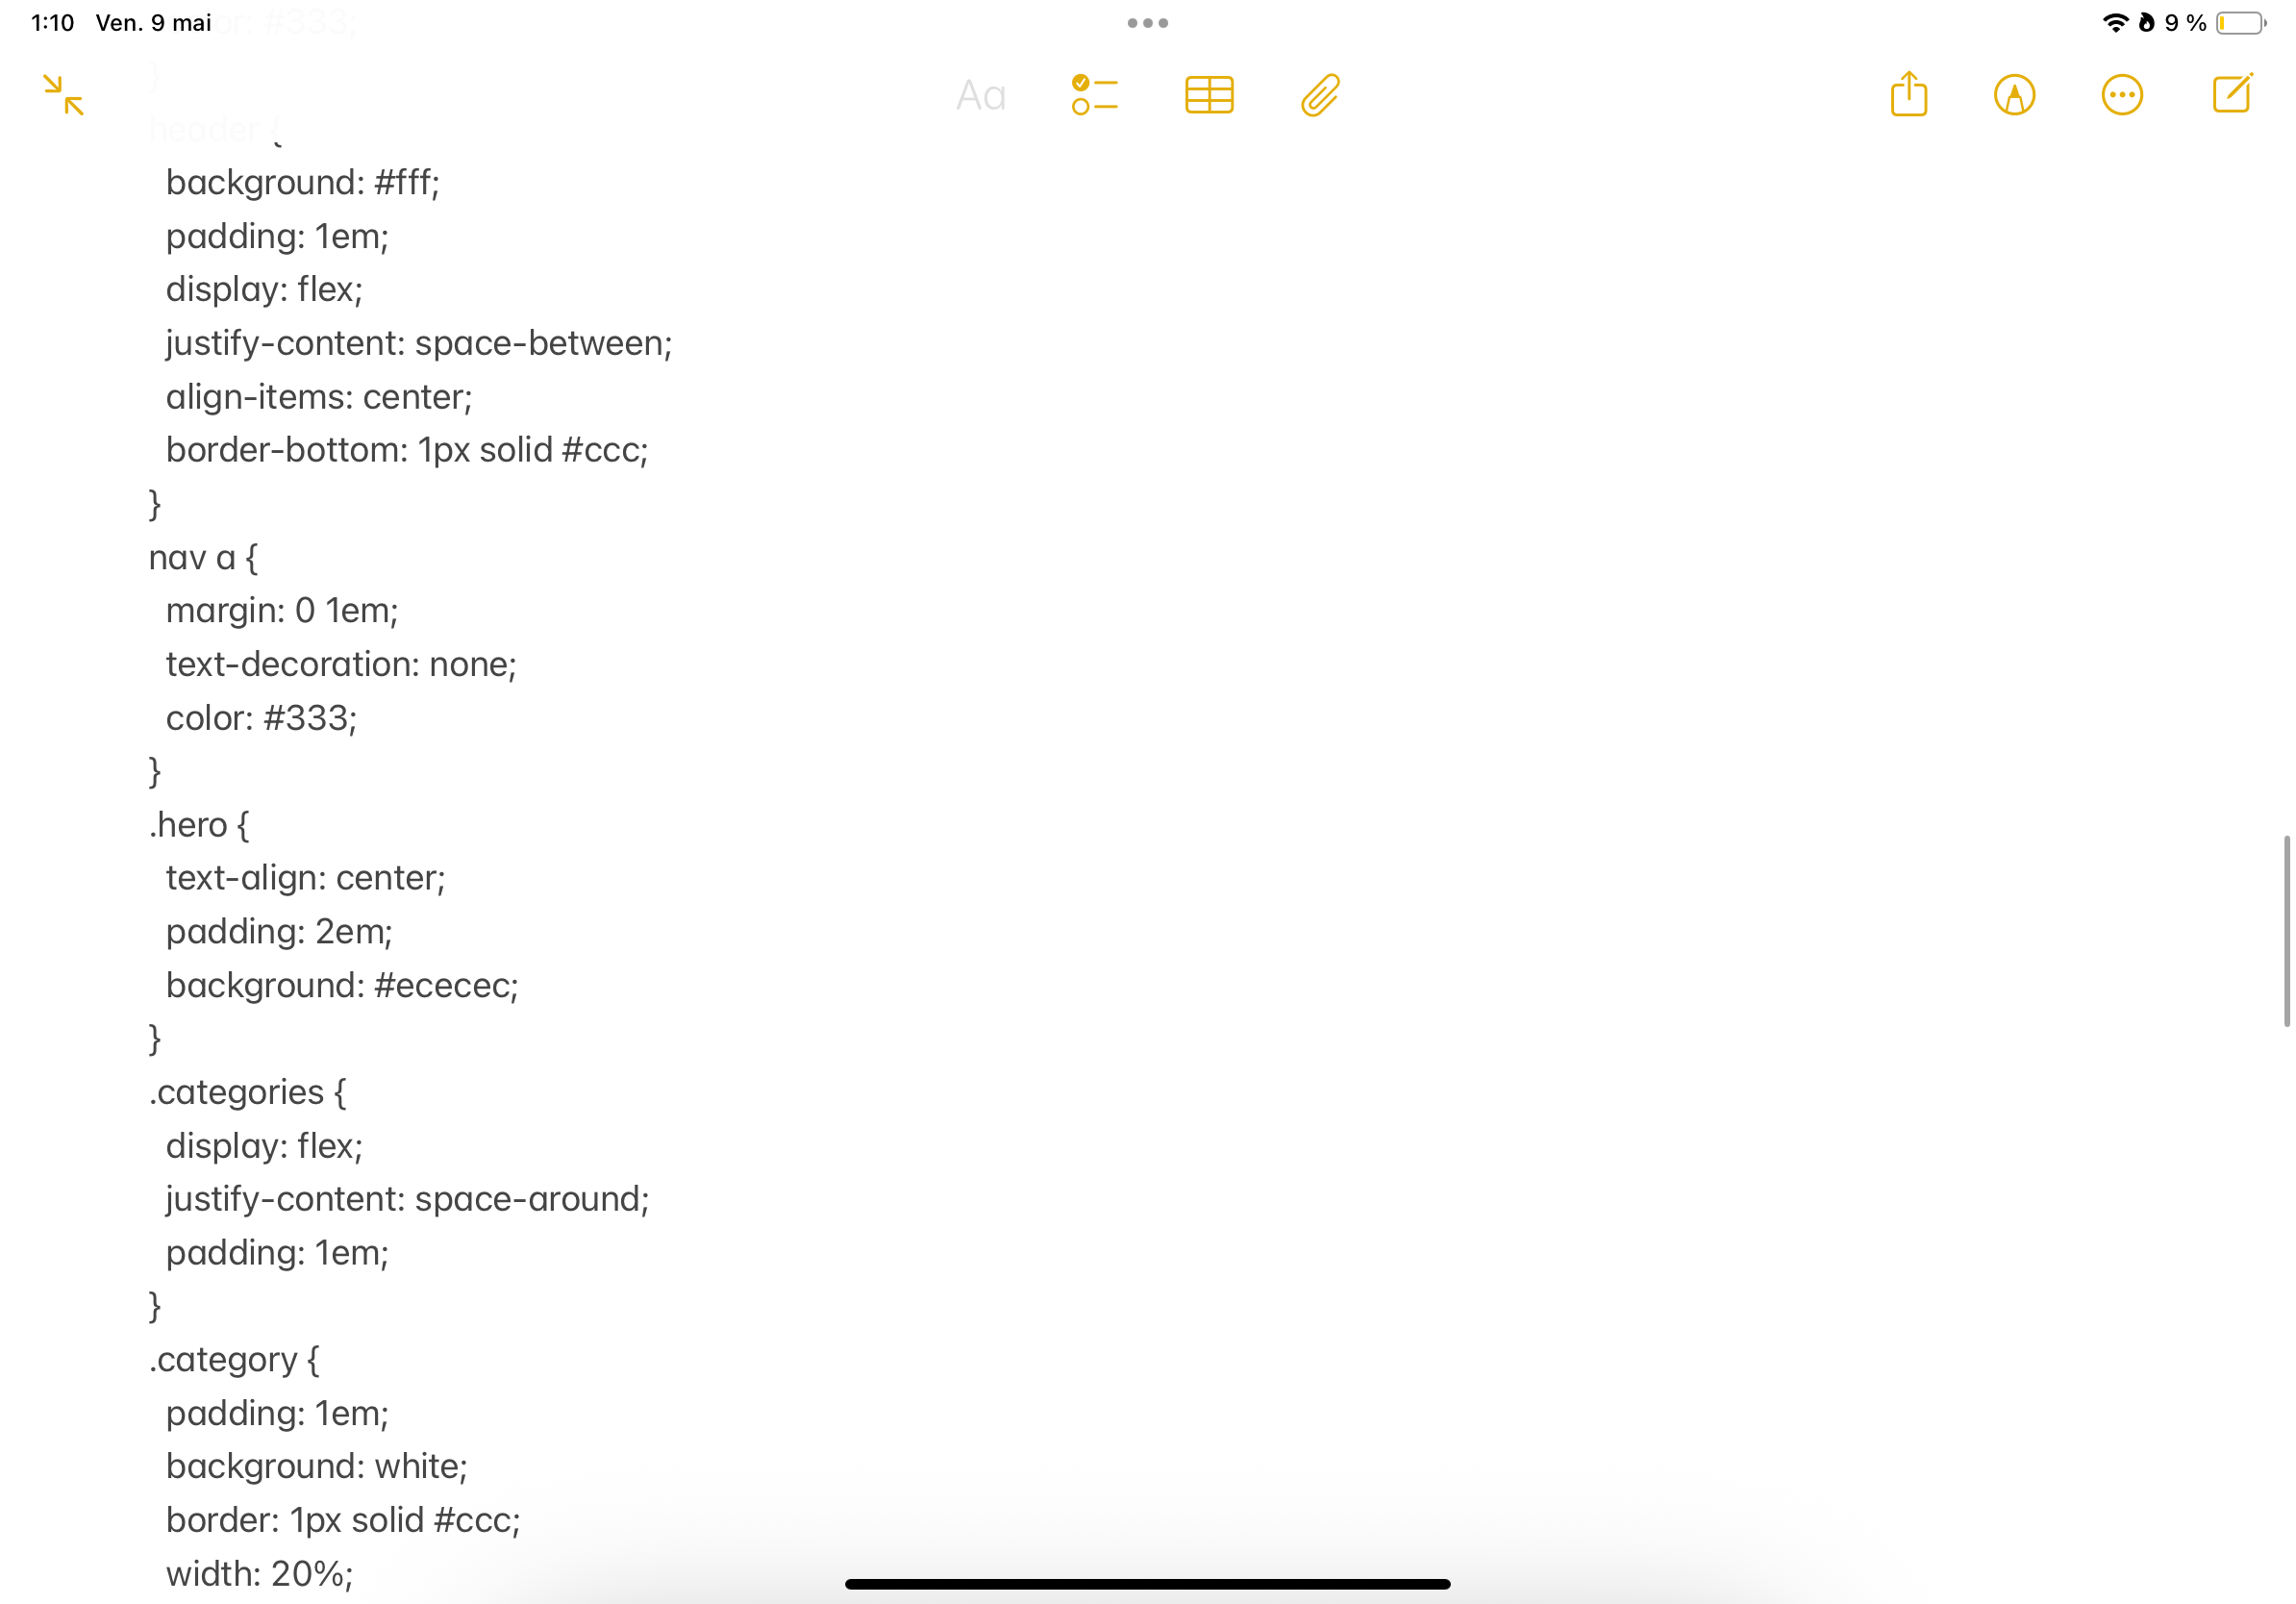 1:10 Ven. 9 mai
9 %
color: #333;
}
Aa
header {
  background: #fff;
  padding: 1em;
  display: flex;
  justify-content: space-between;
  align-items: center;
  border-bottom: 1px solid #ccc;
}
nav a {
  margin: 0 1em;
  text-decoration: none;
  color: #333;
}
.hero {
  text-align: center;
  padding: 2em;
  background: #ececec;
}
.categories {
  display: flex;
  justify-content: space-around;
  padding: 1em;
}
.category {
  padding: 1em;
  background: white;
  border: 1px solid #ccc;
  width: 20%;